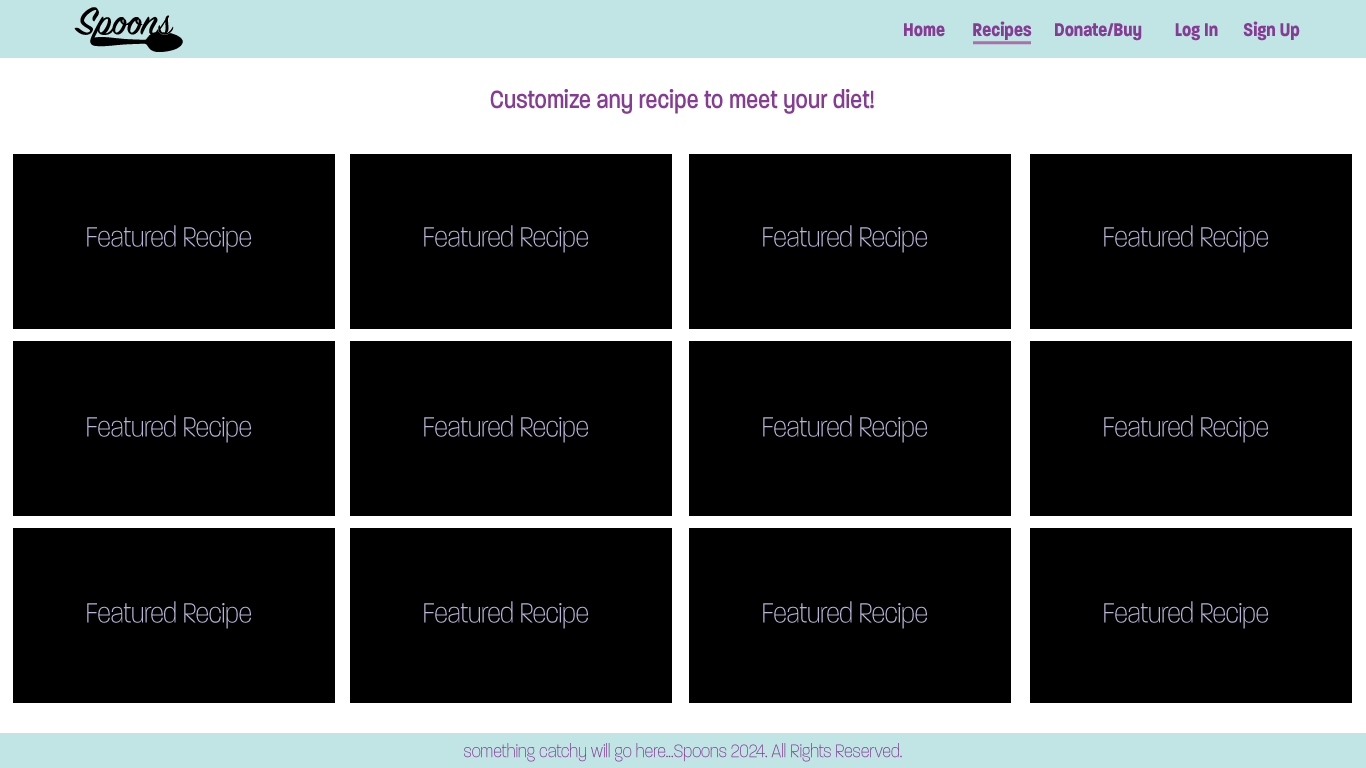 Spoons
Home Recipes Donate/Buy Log In Sign Up
Customize any recipe to meet your diet!
Featured Recipe Featured Recipe Featured Recipe Featured Recipe
Featured Recipe Featured Recipe Featured Recipe Featured Recipe
Featured Recipe Featured Recipe Featured Recipe Featured Recipe
something catchy will go here...Spoons 2024. All Rights Reserved.